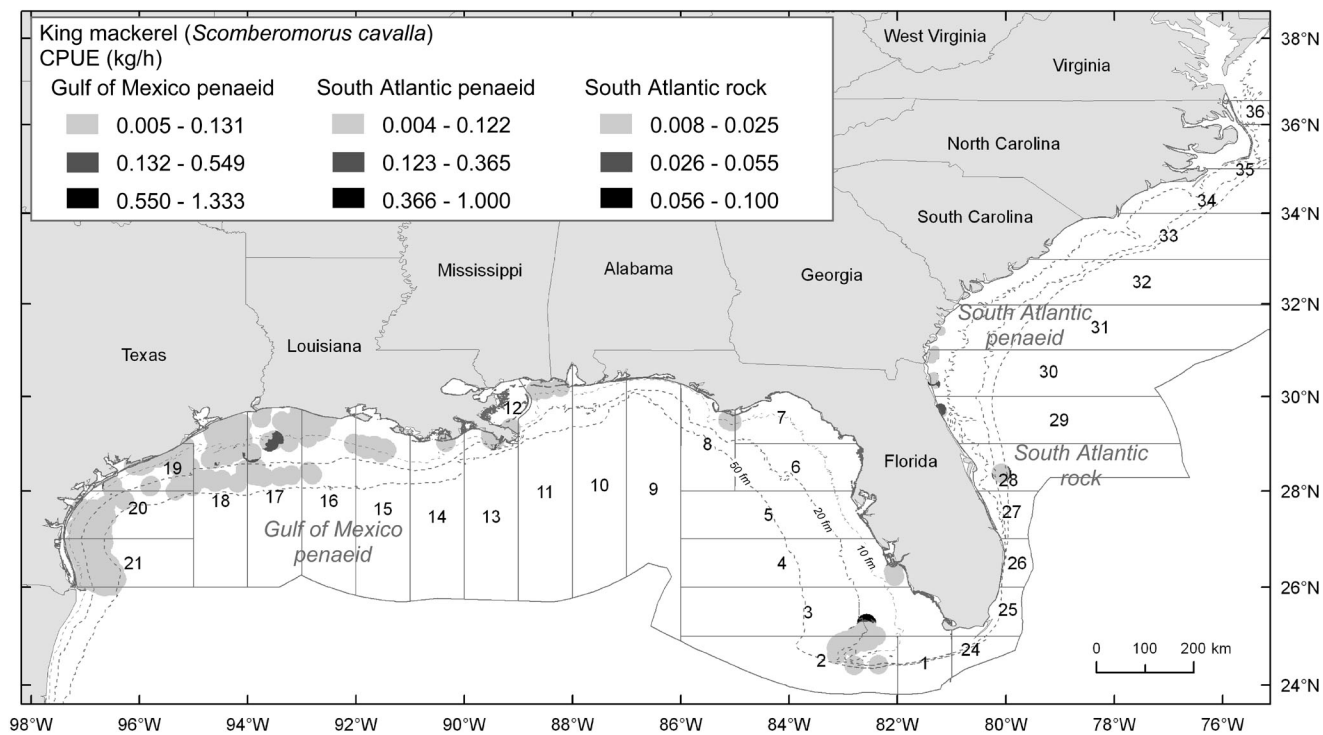 King mackerel (Scomberomorus cavalla)
CPUE (kg/h)
Gulf of Mexico penaeid South Atlantic penaeid South Atlantic rock
0.005 - 0.131 0.004 - 0.122 0.008 - 0.025
0.132 - 0.549 0.123 - 0.365 0.026 - 0.055
0.550 - 1.333 0.366 - 1.000 0.056 - 0.100
West Virginia
Virginia
North Carolina
South Carolina
Mississippi
Alabama
Georgia
Texas
Louisiana
Florida
South Atlantic
penaeid
South Atlantic
rock
Gulf of Mexico
penaeid
36
35
34
33
32
31
30
29
28
27
26
25
24
1
2
3
4
5
6
7
8
9
10
11
12
13
14
15
16
17
18
19
20
21
50 fm
20 fm
10 fm.
0 100 200 km
38°N
36°N
34°N
32°N
30°N
28°N
26°N
24°N
98°W 96°W 94°W 92°W 90°W 88°W 86°W 84°W 82°W 80°W 78°W 76°W